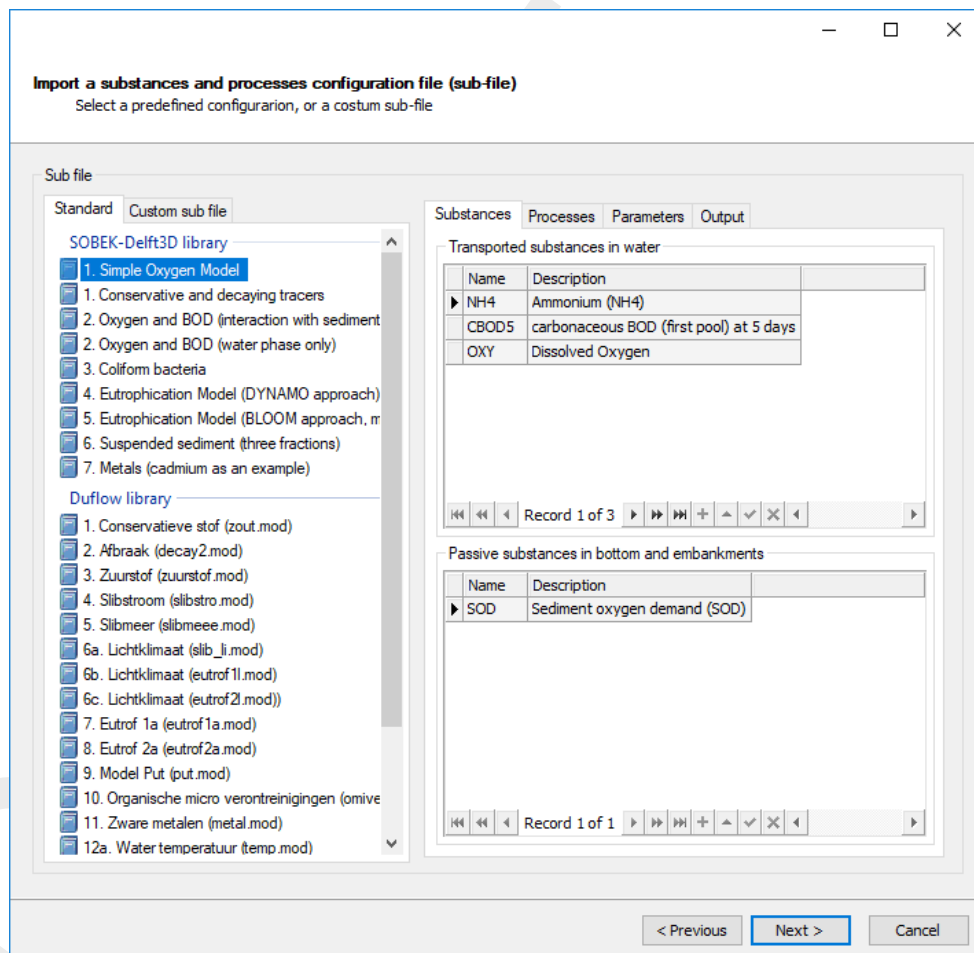 Import a substances and processes configuration file (sub-file)
Select a predefined configurarion, or a costum sub-file
Sub file
Standard
Custom sub file
SOBEK-Delft3D library
1. Simple Oxygen Model
1. Conservative and decaying tracers
2. Oxygen and BOD (interaction with sediment
2. Oxygen and BOD (water phase only)
3. Coliform bacteria
4. Eutrophication Model (DYNAMO approach)
5. Eutrophication Model (BLOOM approach, m
6. Suspended sediment (three fractions)
7. Metals (cadmium as an example)
Duflow library
1. Conservatieve stof (zout.mod)
2. Afbraak (decay2.mod)
3. Zuurstof (zuurstof.mod)
4. Slibstroom (slibstro.mod)
5. Slibmeer (slibmeee.mod)
6a. Lichtklimaat (slib_li.mod)
6b. Lichtklimaat (eutrof1l.mod)
6c. Lichtklimaat (eutrof2l.mod))
7. Eutrof 1a (eutrof1a.mod)
8. Eutrof 2a (eutrof2a.mod)
9. Model Put (put.mod)
10. Organische micro verontreinigingen (omive
11. Zware metalen (metal.mod)
12a. Water temperatuur (temp.mod)
Substances Processes Parameters Output
Transported substances in water
Name Description
NH4 Ammonium (NH4)
CBOD5 carbonaceous BOD (first pool) at 5 days
OXY Dissolved Oxygen
Record 1 of 3
Passive substances in bottom and embankments
Name Description
SOD Sediment oxygen demand (SOD)
Record 1 of 1
< Previous Next > Cancel